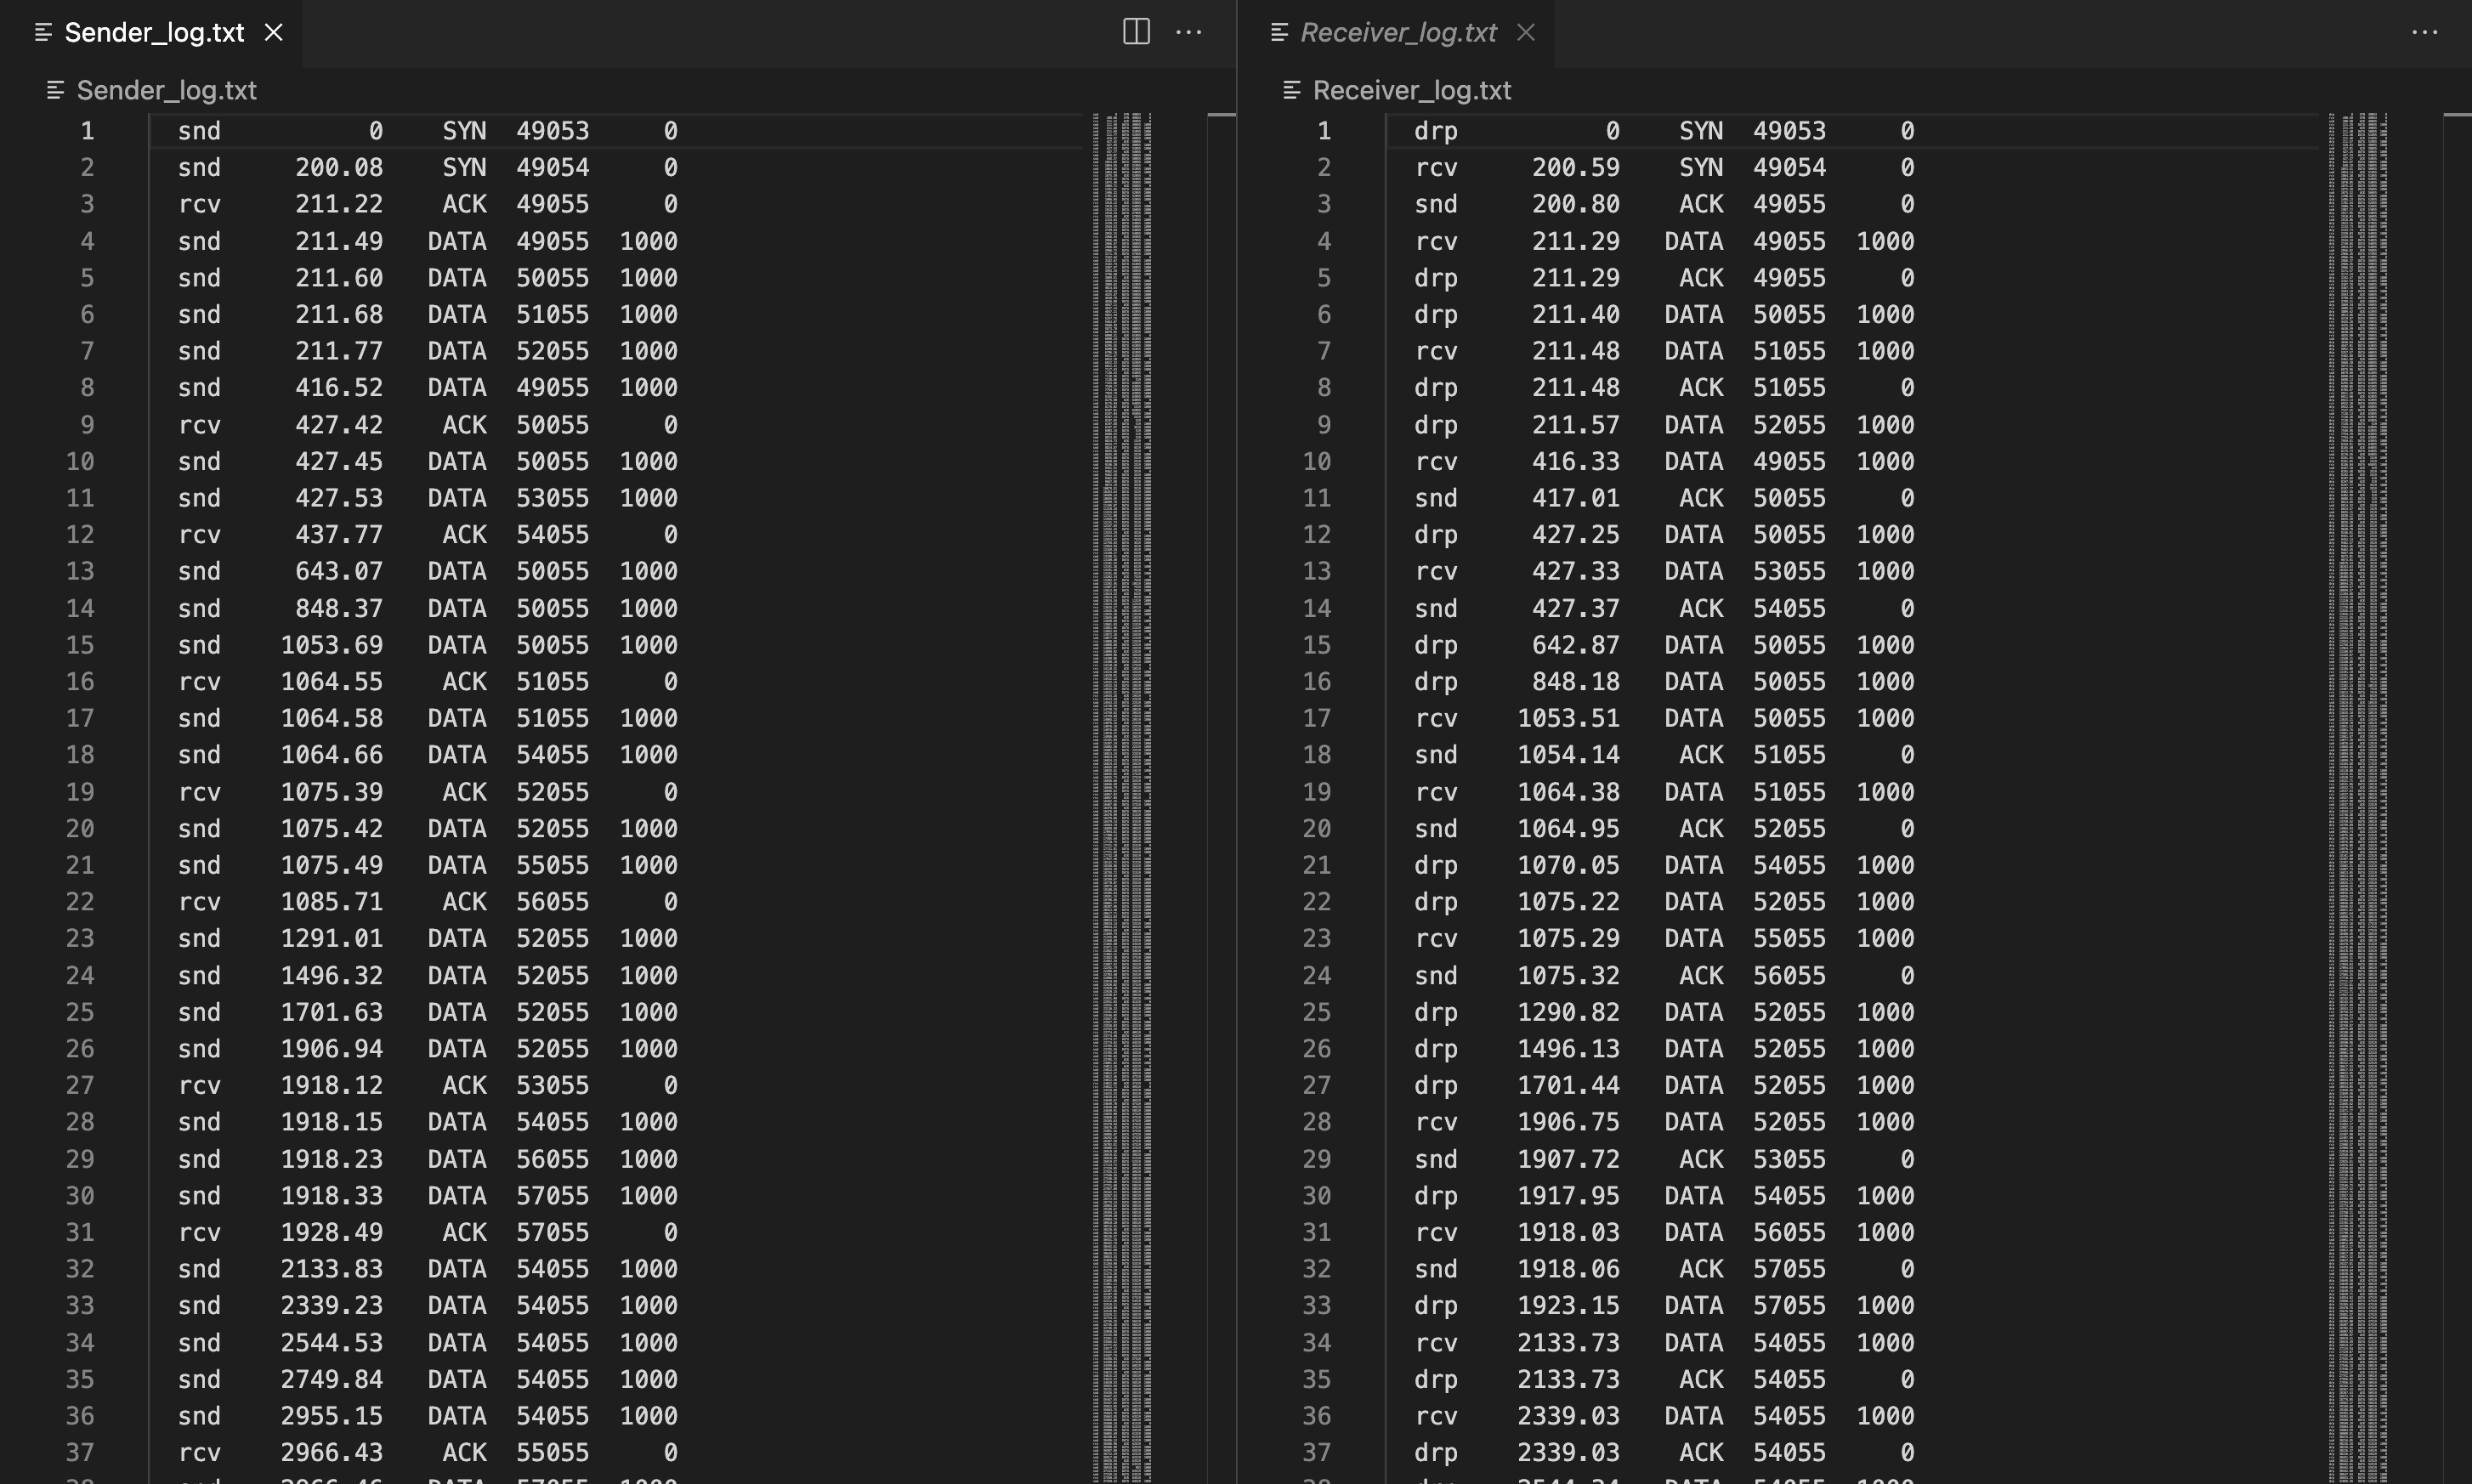 Sender_log.txt
Sender_log.txt
1 snd 0 SYN 49053 0
2 snd 200.08 SYN 49054 0
3 rcv 211.22 ACK 49055 0
4 snd 211.49 DATA 49055 1000
5 snd 211.60 DATA 50055 1000
6 snd 211.68 DATA 51055 1000
7 snd 211.77 DATA 52055 1000
8 snd 416.52 DATA 49055 1000
9 rcv 427.42 ACK 50055 0
10 snd 427.45 DATA 50055 1000
11 snd 427.53 DATA 53055 1000
12 rcv 437.77 ACK 54055 0
13 snd 643.07 DATA 50055 1000
14 snd 848.37 DATA 50055 1000
15 snd 1053.69 DATA 50055 1000
16 rcv 1064.55 ACK 51055 0
17 snd 1064.58 DATA 51055 1000
18 snd 1064.66 DATA 54055 1000
19 rcv 1075.39 ACK 52055 0
20 snd 1075.42 DATA 52055 1000
21 snd 1075.49 DATA 55055 1000
22 rcv 1085.71 ACK 56055 0
23 snd 1291.01 DATA 52055 1000
24 snd 1496.32 DATA 52055 1000
25 snd 1701.63 DATA 52055 1000
26 snd 1906.94 DATA 52055 1000
27 rcv 1918.12 ACK 53055 0
28 snd 1918.15 DATA 54055 1000
29 snd 1918.23 DATA 56055 1000
30 snd 1918.33 DATA 57055 1000
31 rcv 1928.49 ACK 57055 0
32 snd 2133.83 DATA 54055 1000
33 snd 2339.23 DATA 54055 1000
34 snd 2544.53 DATA 54055 1000
35 snd 2749.84 DATA 54055 1000
36 snd 2955.15 DATA 54055 1000
37 rcv 2966.43 ACK 55055 0
Receiver_log.txt
Receiver_log.txt
1 drp 0 SYN 49053 0
2 rcv 200.59 SYN 49054 0
3 snd 200.80 ACK 49055 0
4 rcv 211.29 DATA 49055 1000
5 drp 211.29 ACK 49055 0
6 drp 211.40 DATA 50055 1000
7 rcv 211.48 DATA 51055 1000
8 drp 211.48 ACK 51055 0
9 drp 211.57 DATA 52055 1000
10 rcv 416.33 DATA 49055 1000
11 snd 417.01 ACK 50055 0
12 drp 427.25 DATA 50055 1000
13 rcv 427.33 DATA 53055 1000
14 snd 427.37 ACK 54055 0
15 drp 642.87 DATA 50055 1000
16 drp 848.18 DATA 50055 1000
17 rcv 1053.51 DATA 50055 1000
18 snd 1054.14 ACK 51055 0
19 rcv 1064.38 DATA 51055 1000
20 snd 1064.95 ACK 52055 0
21 drp 1070.05 DATA 54055 1000
22 drp 1075.22 DATA 52055 1000
23 rcv 1075.29 DATA 55055 1000
24 snd 1075.32 ACK 56055 0
25 drp 1290.82 DATA 52055 1000
26 drp 1496.13 DATA 52055 1000
27 drp 1701.44 DATA 52055 1000
28 rcv 1906.75 DATA 52055 1000
29 snd 1907.72 ACK 53055 0
30 drp 1917.95 DATA 54055 1000
31 rcv 1918.03 DATA 56055 1000
32 snd 1918.06 ACK 57055 0
33 drp 1923.15 DATA 57055 1000
34 rcv 2133.73 DATA 54055 1000
35 drp 2133.73 ACK 54055 0
36 rcv 2339.03 DATA 54055 1000
37 drp 2339.03 ACK 54055 0